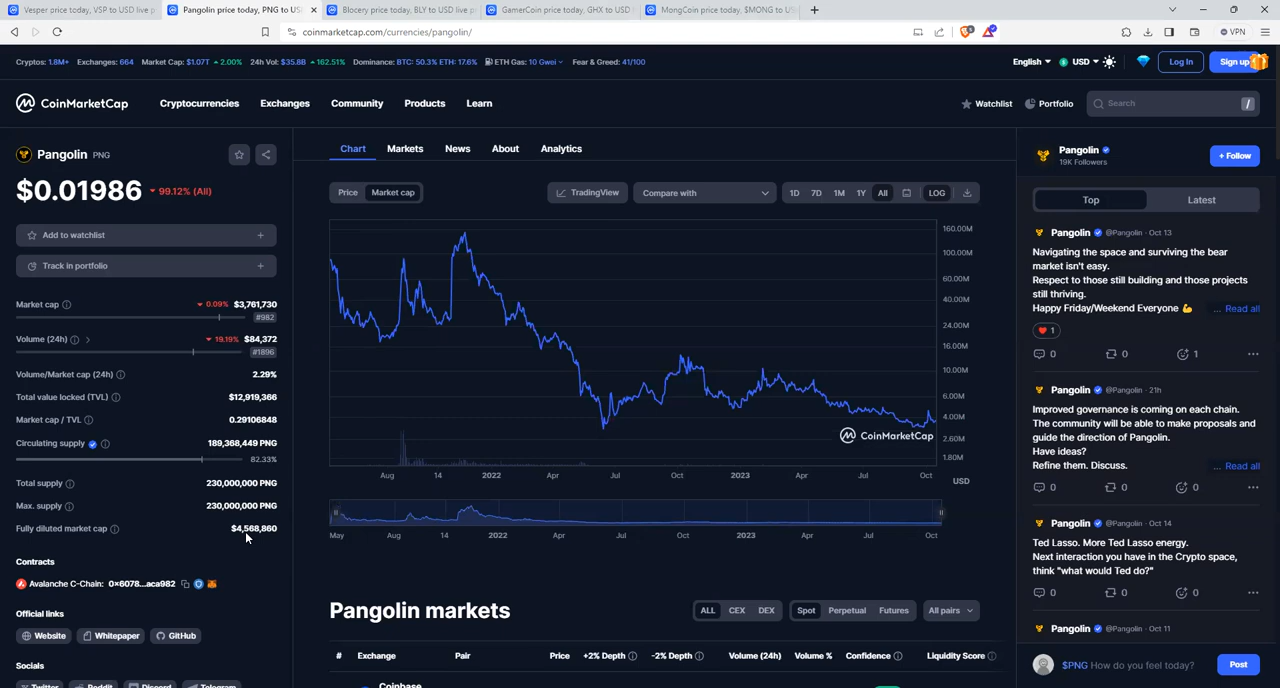 Vesper price today, VSP to USD live p
Pangolin price today, PNG to USD
Blocery price today, BLY to USD live p
GamerCoin price today, GHX to USD
MongCoin price today, $MONG to US
coinmarketcap.com/currencies/pangolin/
VPN
Cryptos: 1.8M+ Exchanges: 664 Market Cap: $1.07T 2.00% 24h Vol: $35.8B 162.51% Dominance: BTC: 50.3% ETH: 17.6% ETH Gas: 10 Gwei Fear & Greed: 41/100
English USD Log In Sign up
CoinMarketCap Cryptocurrencies Exchanges Community Products Learn Watchlist Portfolio Search /
Pangolin PNG
$0.01986 99.12% (All)
Add to watchlist +
Track in portfolio +
Market cap 0.09% $3,761,730
#982
Volume (24h) 19.19% $84,372
#1896
Volume/Market cap (24h) 2.29%
Total value locked (TVL) $12,919,366
Market cap / TVL 0.29106848
Circulating supply 189,368,449 PNG
82.33%
Total supply 230,000,000 PNG
Max. supply 230,000,000 PNG
Fully diluted market cap $4,568,860
Contracts
Avalanche C-Chain: 0x6078...aca982
Official links
Website Whitepaper GitHub
Socials
Twitter Reddit Discord Telegram
Chart Markets News About Analytics
Price Market cap TradingView Compare with 1D 7D 1M 1Y All LOG
160.00M
100.00M
60.00M
40.00M
24.00M
16.00M
10.00M
6.00M
4.00M
2.60M
1.80M
CoinMarketCap
Aug 14 2022 Apr Jul Oct 2023 Apr Jul Oct
USD
May Aug 14 2022 Apr Jul Oct 2023 Apr Jul Oct
Pangolin markets ALL CEX DEX Spot Perpetual Futures All pairs
# Exchange Pair Price +2% Depth -2% Depth Volume (24h) Volume % Confidence Liquidity Score
Coinbase
Pangolin
19K Followers
+ Follow
Top Latest
Pangolin @Pangolin · Oct 13
Navigating the space and surviving the bear
market isn't easy.
Respect to those still building and those projects
still thriving.
Happy Friday/Weekend Everyone 💪 ... Read all
❤️ 1
0 0 1 ...
Pangolin @Pangolin · 21h
Improved governance is coming on each chain.
The community will be able to make proposals and
guide the direction of Pangolin.
Have ideas?
Refine them. Discuss. ... Read all
0 0 0 ...
Pangolin @Pangolin · Oct 14
Ted Lasso. More Ted Lasso energy.
Next interaction you have in the Crypto space,
think "what would Ted do?"
0 0 0 ...
Pangolin @Pangolin · Oct 11
$PNG How do you feel today? Post